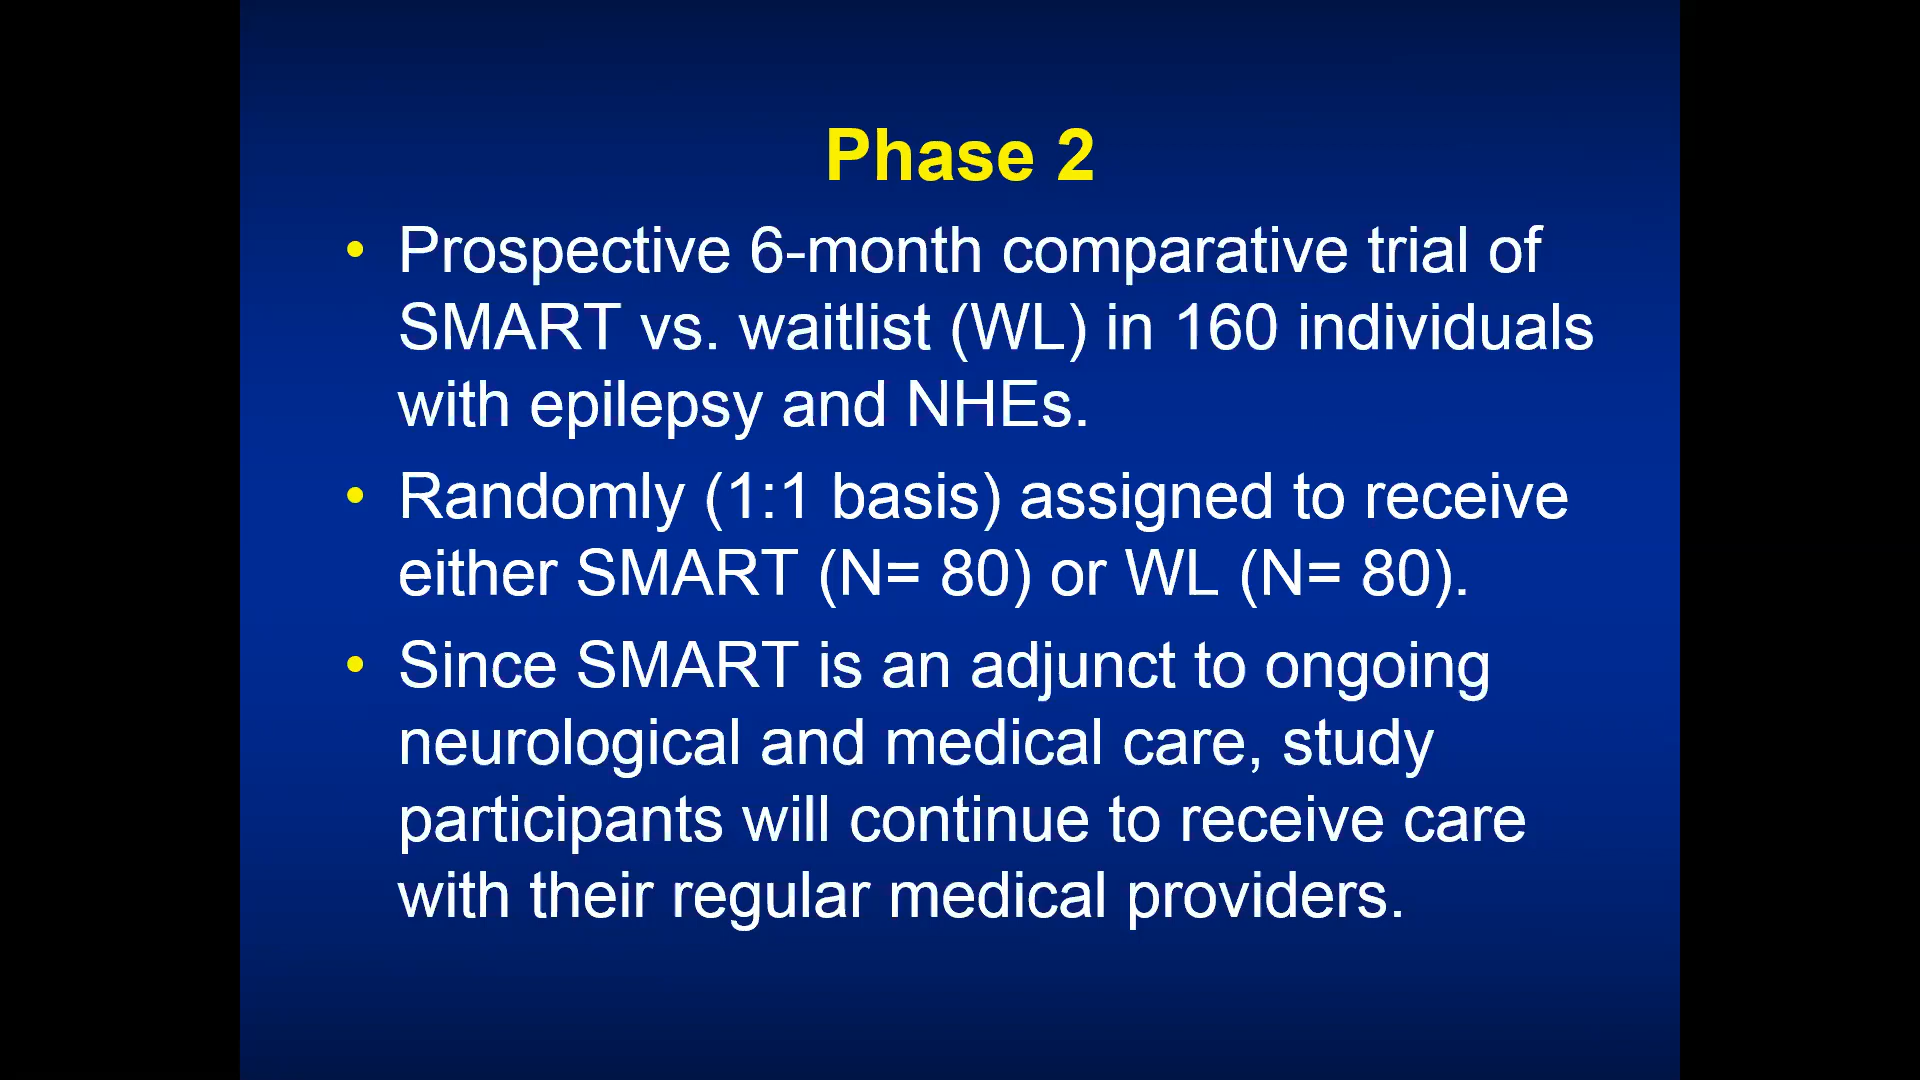 Phase 2
• Prospective 6-month comparative trial of
SMART vs. waitlist (WL) in 160 individuals
with epilepsy and NHEs.
• Randomly (1:1 basis) assigned to receive
either SMART (N= 80) or WL (N= 80).
• Since SMART is an adjunct to ongoing
neurological and medical care, study
participants will continue to receive care
with their regular medical providers.